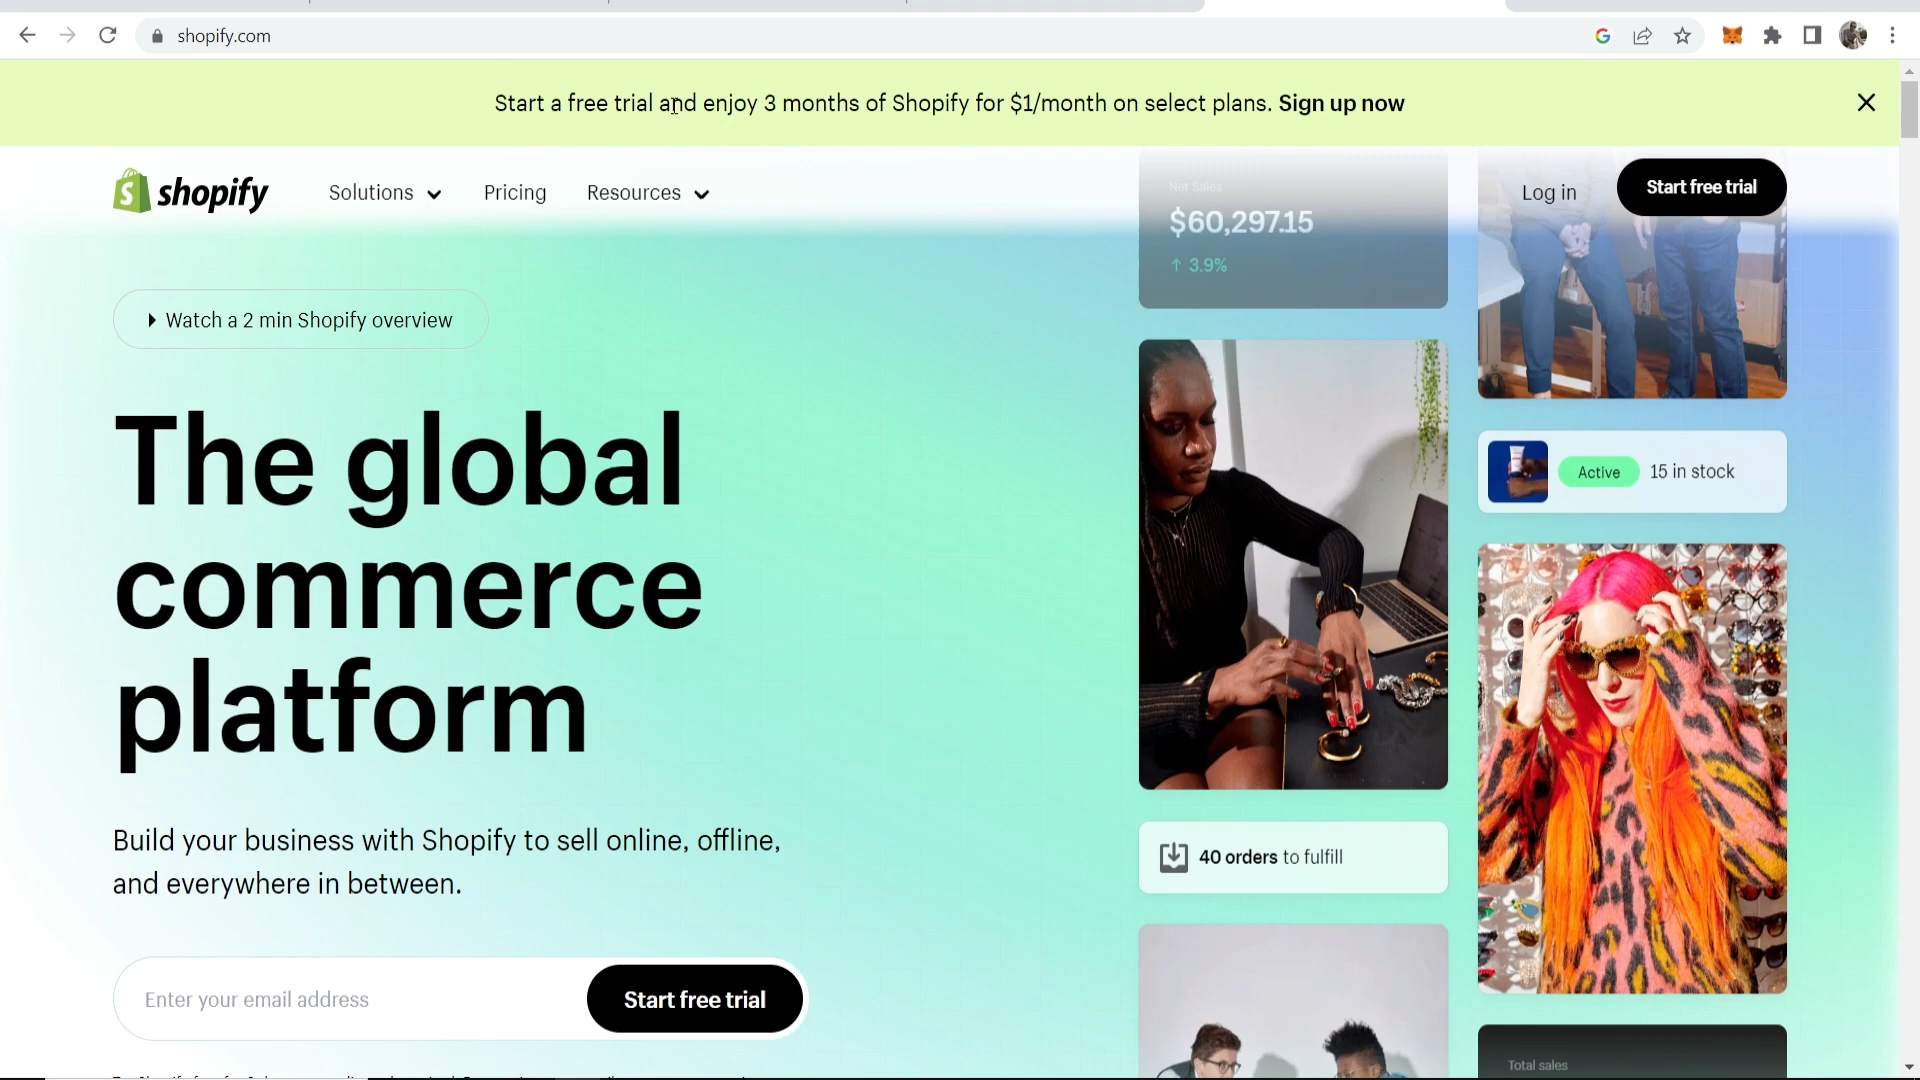 shopify.com
Start a free trial and enjoy 3 months of Shopify for $1/month on select plans. Sign up now
shopify
Solutions
Pricing
Resources
Log in
Start free trial
Net Sales
$60,297.15
↑ 3.9%
Watch a 2 min Shopify overview
The global
commerce
platform
Active
15 in stock
Build your business with Shopify to sell online, offline,
and everywhere in between.
40 orders to fulfill
Enter your email address
Start free trial
Total sales